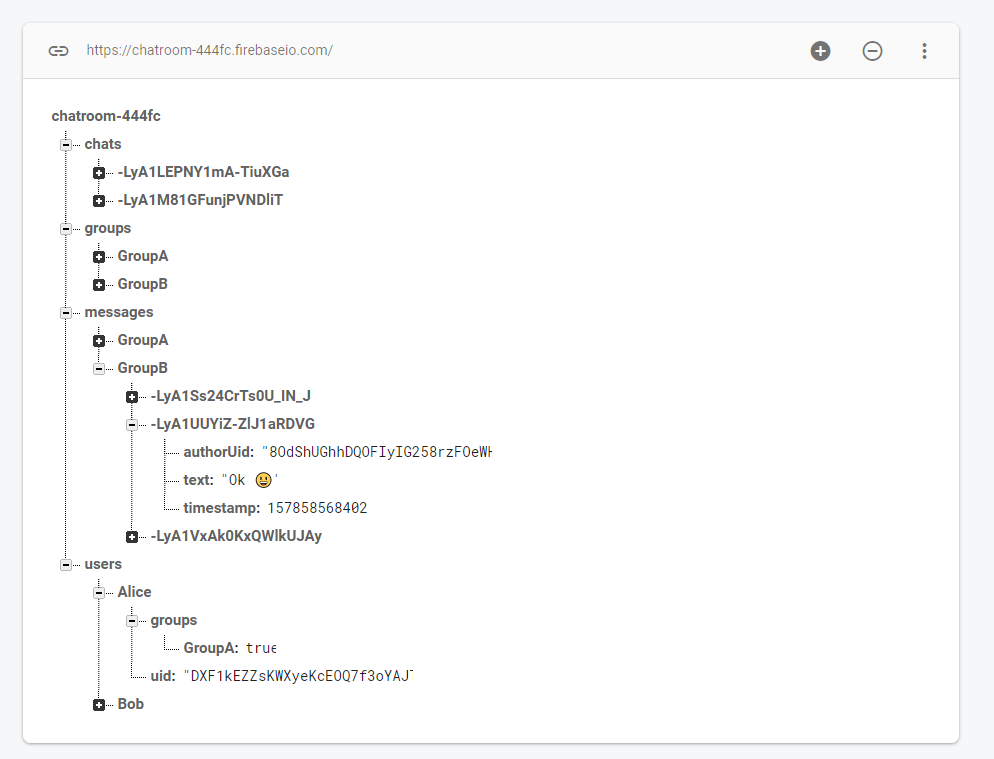 https://chatroom-444fc.firebaseio.com/
chatroom-444fc
chats
-LyA1LEPNY1mA-TiuXGa
-LyA1M81GFunjPVNDliT
groups
GroupA
GroupB
messages
GroupA
GroupB
-LyA1Ss24CrTs0U_IN_J
-LyA1UUYiZ-ZlJ1aRDVG
authorUid: "8OdShUGhhDQOFIyIG258rzFOeWH
text: "Ok 😃"
timestamp: 157858568402
-LyA1VxAk0KxQWlkUJAy
users
Alice
groups
GroupA: true
uid: "DXF1kEZZsKWXyeKcEOQ7f3oYAJT
Bob